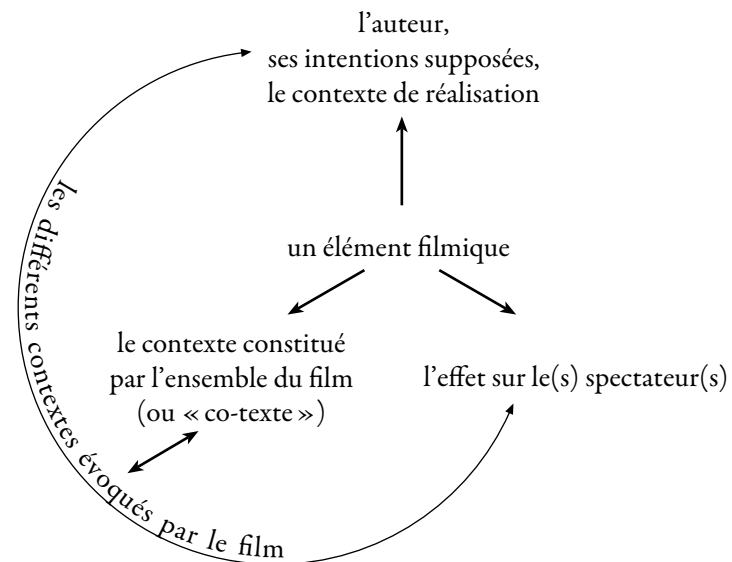 l’auteur,
ses intentions supposées,
le contexte de réalisation
les différents contextes évoqués par le film
un élément filmique
le contexte constitué
par l’ensemble du film
(ou « co-texte »)
l’effet sur le(s) spectateur(s)